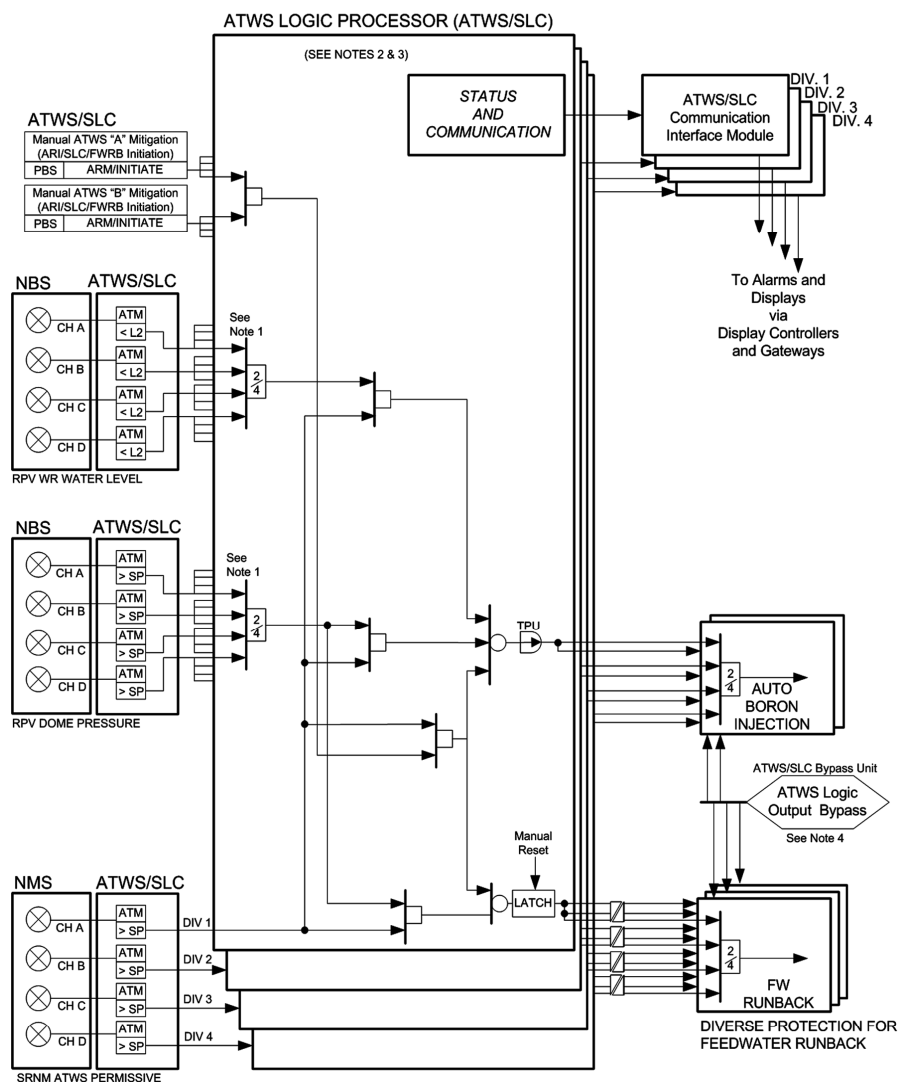 ATWS LOGIC PROCESSOR (ATWS/SLC)
(SEE NOTES 2 & 3)
STATUS
AND
COMMUNICATION
ATWS/SLC
Communication
Interface Module
DIV. 1
DIV. 2
DIV. 3
DIV. 4
To Alarms and
Displays
via
Display Controllers
and Gateways
ATWS/SLC
Manual ATWS "A" Mitigation
(ARI/SLC/FWRB Initiation)
PBS ARM/INITIATE
Manual ATWS "B" Mitigation
(ARI/SLC/FWRB Initiation)
PBS ARM/INITIATE
NBS ATWS/SLC
CH A ATM
< L2
CH B ATM
< L2
CH C ATM
< L2
CH D ATM
< L2
RPV WR WATER LEVEL
See
Note 1
2
4
NBS ATWS/SLC
CH A ATM
> SP
CH B ATM
> SP
CH C ATM
> SP
CH D ATM
> SP
RPV DOME PRESSURE
See
Note 1
2
4
TPU
2
4
AUTO
BORON
INJECTION
ATWS/SLC Bypass Unit
ATWS Logic
Output Bypass
See Note 4
Manual
Reset
LATCH
NMS ATWS/SLC
CH A ATM
> SP
DIV 1
CH B ATM
> SP
DIV 2
CH C ATM
> SP
DIV 3
CH D ATM
> SP
DIV 4
SRNM ATWS PERMISSIVE
2
4
FW
RUNBACK
DIVERSE PROTECTION FOR
FEEDWATER RUNBACK